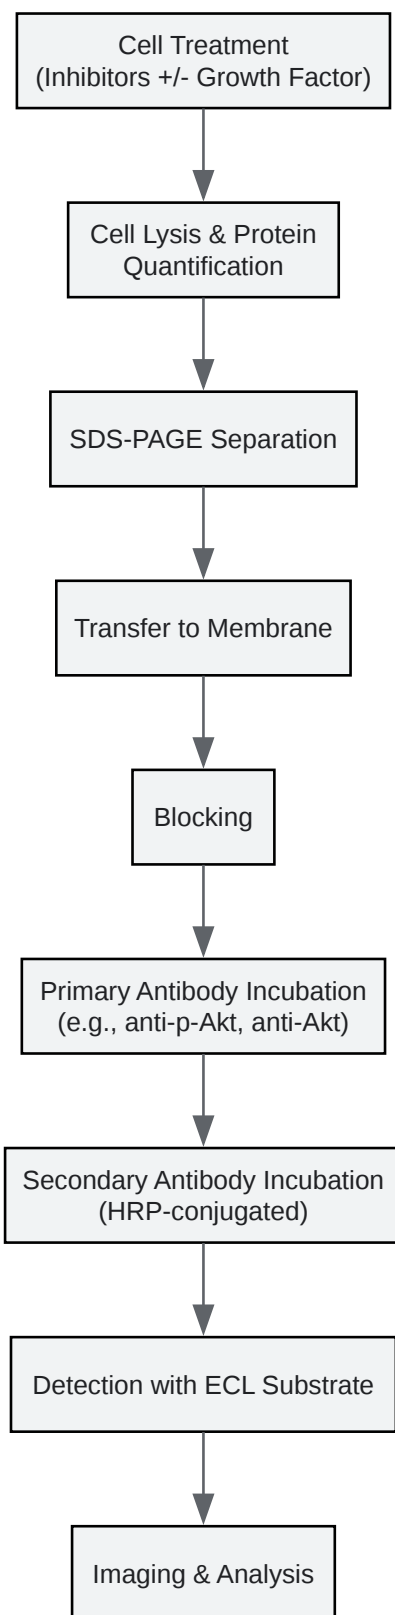 Cell Treatment
(Inhibitors +/- Growth Factor)
Cell Lysis & Protein
Quantification
SDS-PAGE Separation
Transfer to Membrane
Blocking
Primary Antibody Incubation
(e.g., anti-p-Akt, anti-Akt)
Secondary Antibody Incubation
(HRP-conjugated)
Detection with ECL Substrate
Imaging & Analysis